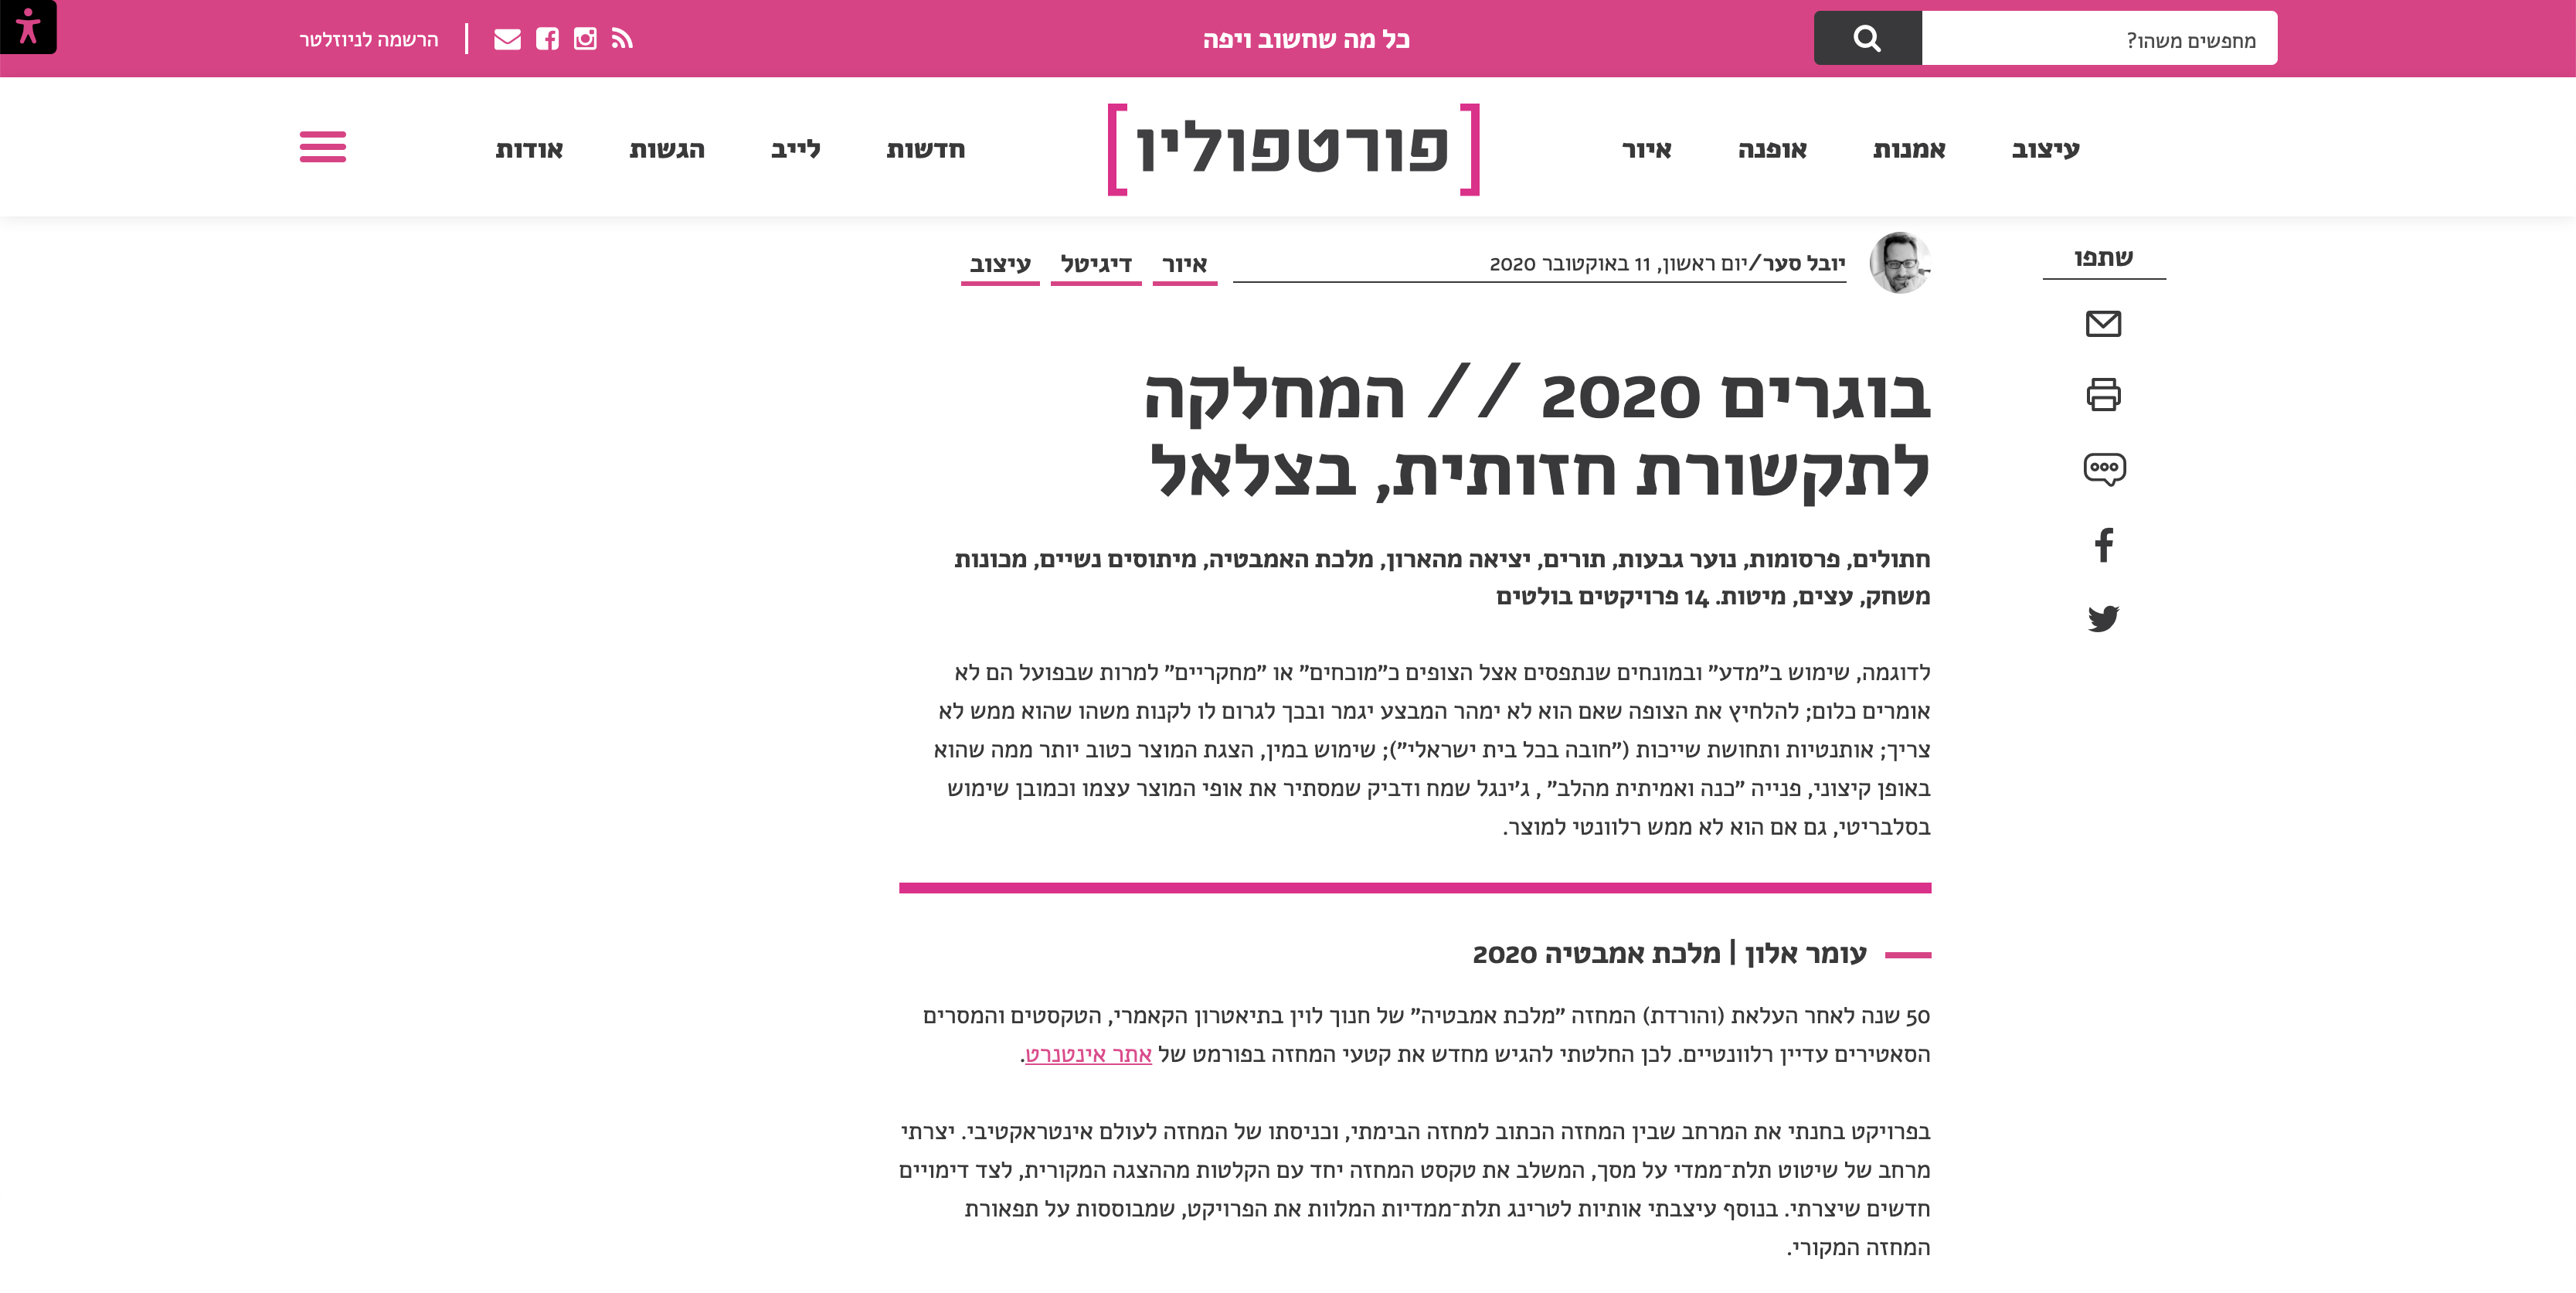 מחפשים משהו?
כל מה שחשוב ויפה
הרשמה לניוזלטר
עיצוב
אמנות
אופנה
איור
[פורטפוליו]
חדשות
לייב
הגשות
אודות
שתפו
יובל סער/יום ראשון, 11 באוקטובר 2020
איור
דיגיטל
עיצוב
בוגרים 2020 // המחלקה
לתקשורת חזותית, בצלאל
חתולים, פרסומות, נוער גבעות, תורים, יציאה מהארון, מלכת האמבטיה, מיתוסים נשיים, מכונות
משחק, עצים, מיטות. 14 פרויקטים בולטים
לדוגמה, שימוש ב״מדע״ ובמונחים שנתפסים אצל הצופים כ״מוכחים״ או ״מחקריים״ למרות שבפועל הם לא
אומרים כלום; להלחיץ את הצופה שאם הוא לא ימהר המבצע יגמר ובכך לגרום לו לקנות משהו שהוא ממש לא
צריך; אותנטיות ותחושת שייכות (״חובה בכל בית ישראלי״); שימוש במין, הצגת המוצר כטוב יותר ממה שהוא
באופן קיצוני, פנייה ״כנה ואמיתית מהלב״ , ג׳ינגל שמח ודביק שמסתיר את אופי המוצר עצמו וכמובן שימוש
בסלבריטי, גם אם הוא לא ממש רלוונטי למוצר.
עומר אלון | מלכת אמבטיה 2020
50 שנה לאחר העלאת (והורדת) המחזה ״מלכת אמבטיה״ של חנוך לוין בתיאטרון הקאמרי, הטקסטים והמסרים
הסאטירים עדיין רלוונטיים. לכן החלטתי להגיש מחדש את קטעי המחזה בפורמט של אתר אינטנרט.
בפרויקט בחנתי את המרחב שבין המחזה הכתוב למחזה הבימתי, וכניסתו של המחזה לעולם אינטראקטיבי. יצרתי
מרחב של שיטוט תלת־ממדי על מסך, המשלב את טקסט המחזה יחד עם הקלטות מההצגה המקורית, לצד דימויים
חדשים שיצרתי. בנוסף עיצבתי אותיות לטרינג תלת־ממדיות המלוות את הפרויקט, שמבוססות על תפאורת
המחזה המקורי.